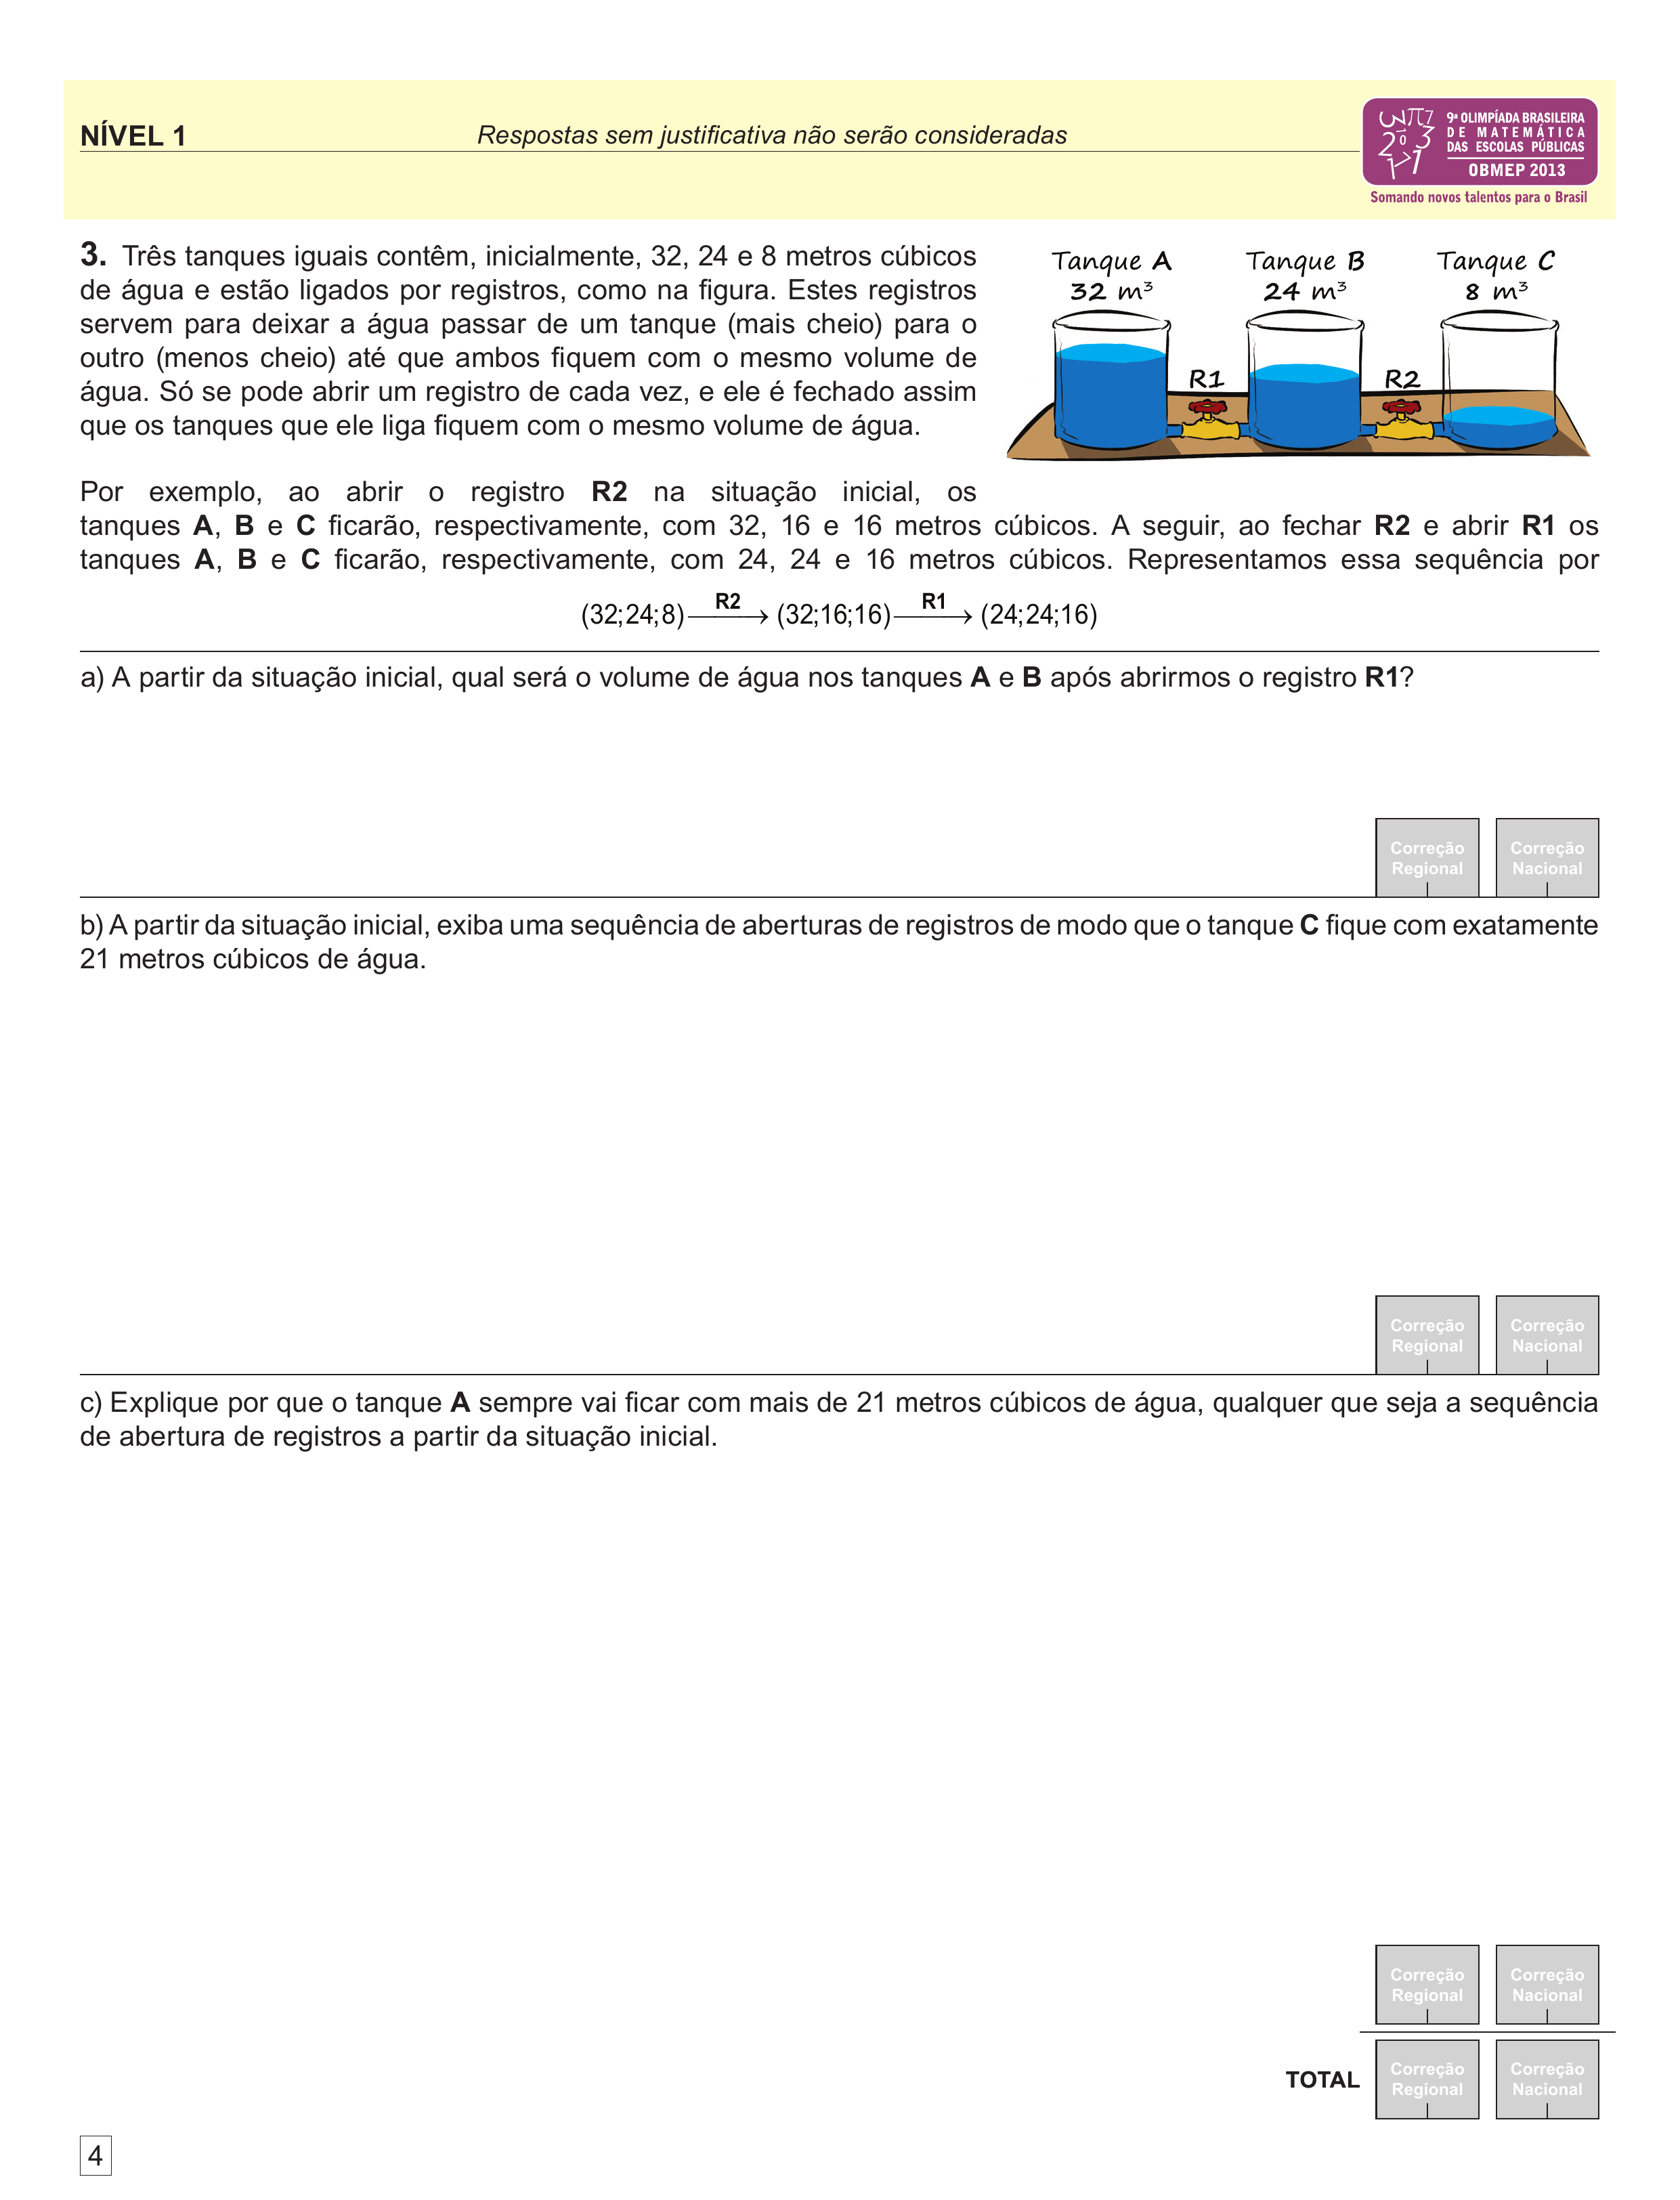 NÍVEL 1
Respostas sem justificativa não serão consideradas
9ª OLIMPÍADA BRASILEIRA
DE MATEMÁTICA
DAS ESCOLAS PÚBLICAS
OBMEP 2013
Somando novos talentos para o Brasil
3. Três tanques iguais contêm, inicialmente, 32, 24 e 8 metros cúbicos
de água e estão ligados por registros, como na figura. Estes registros
servem para deixar a água passar de um tanque (mais cheio) para o
outro (menos cheio) até que ambos fiquem com o mesmo volume de
água. Só se pode abrir um registro de cada vez, e ele é fechado assim
que os tanques que ele liga fiquem com o mesmo volume de água.
Tanque A Tanque B Tanque C
32 m³ 24 m³ 8 m³
R1 R2
Por exemplo, ao abrir o registro R2 na situação inicial, os
tanques A, B e C ficarão, respectivamente, com 32, 16 e 16 metros cúbicos. A seguir, ao fechar R2 e abrir R1 os
tanques A, B e C ficarão, respectivamente, com 24, 24 e 16 metros cúbicos. Representamos essa sequência por
(32;24;8) R2→ (32;16;16) R1→ (24;24;16)
a) A partir da situação inicial, qual será o volume de água nos tanques A e B após abrirmos o registro R1?
Correção Correção
Regional Nacional
b) A partir da situação inicial, exiba uma sequência de aberturas de registros de modo que o tanque C fique com exatamente
21 metros cúbicos de água.
Correção Correção
Regional Nacional
c) Explique por que o tanque A sempre vai ficar com mais de 21 metros cúbicos de água, qualquer que seja a sequência
de abertura de registros a partir da situação inicial.
Correção Correção
Regional Nacional
TOTAL
Correção Correção
Regional Nacional
4